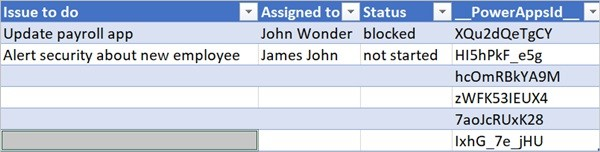 Issue to do Assigned to Status __PowerAppsId__
Update payroll app John Wonder blocked XQu2dQeTgCY
Alert security about new employee James John not started HI5hPkF_e5g
hcOmRBkYA9M
zWFK53IEUX4
7aoJcRUxK28
IxhG_7e_jHU